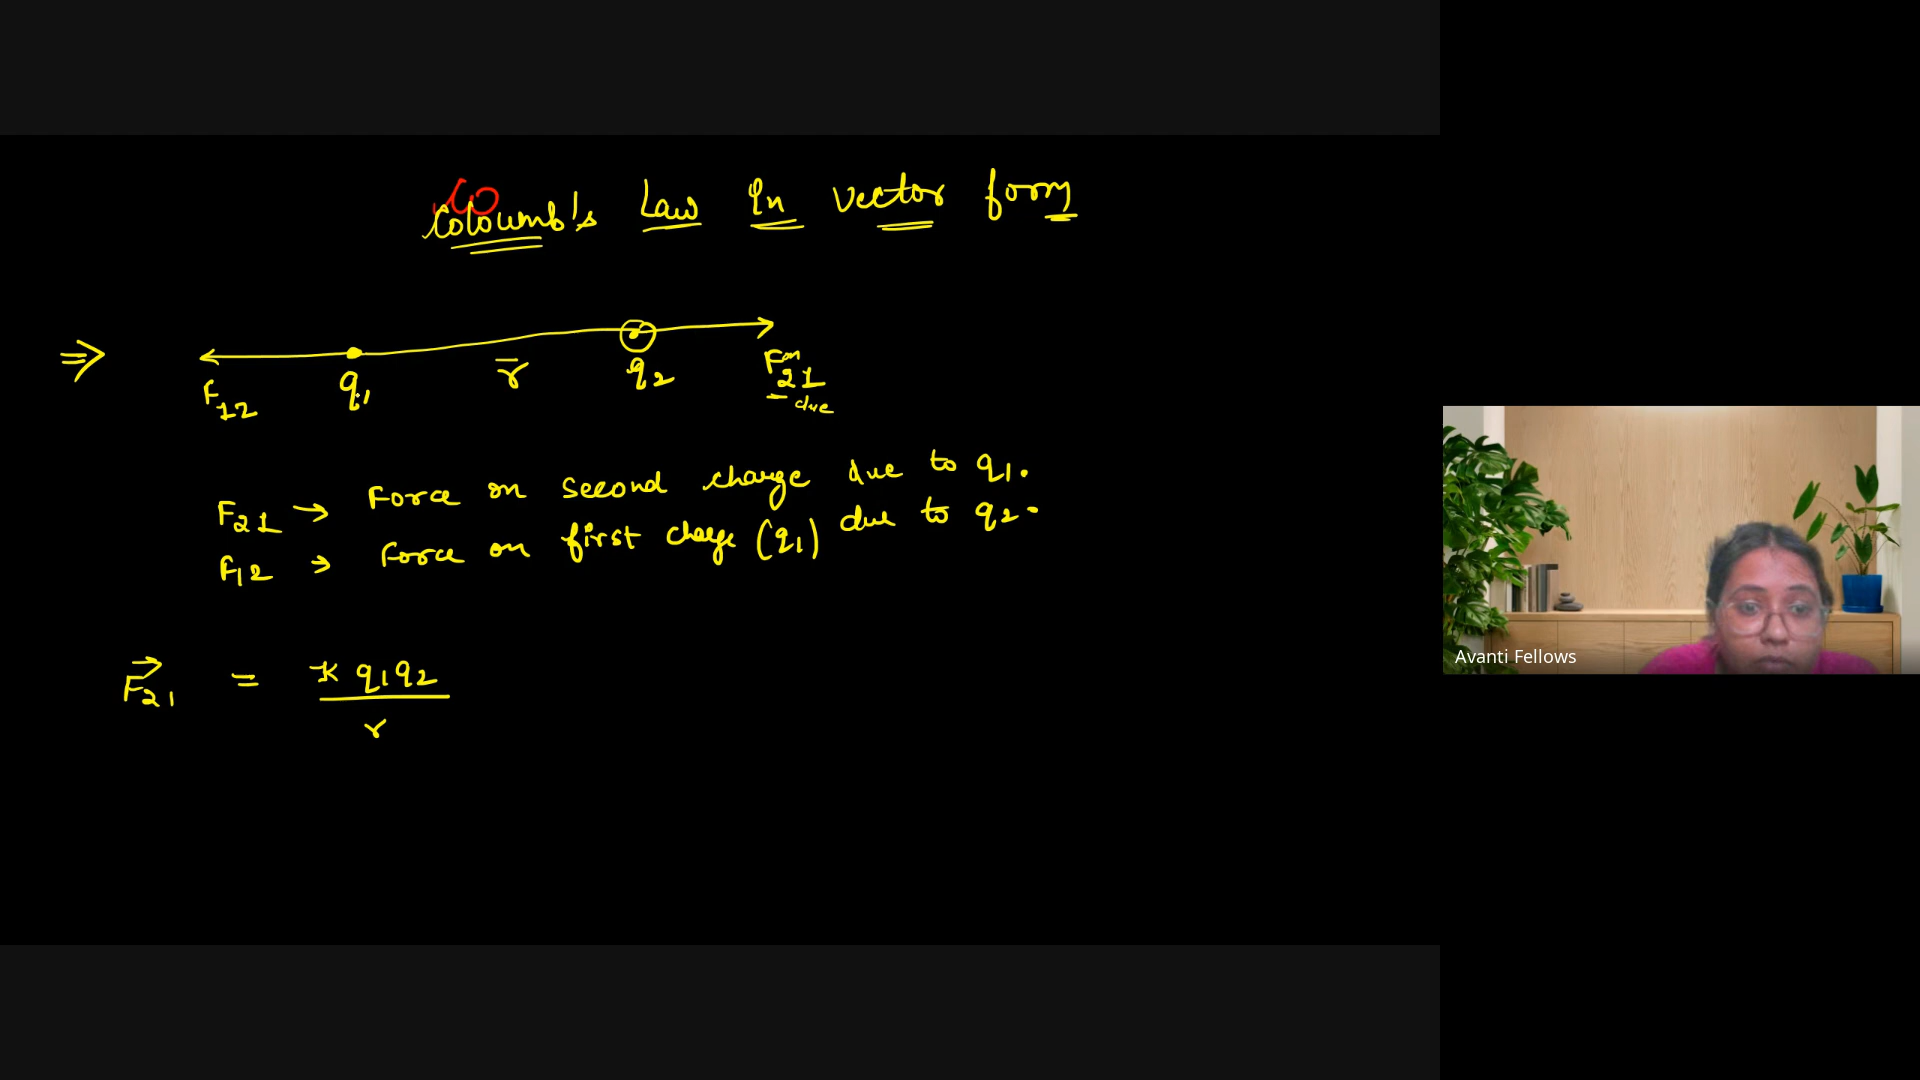 Coloumb's Law In vector form
⇒ F12 q1 r̄ q2 F21 on due
F21 → Force on second charge due to q1.
F12 → Force on first charge (q1) due to q2.
F⃗21 = K q1q2 / r
Avanti Fellows